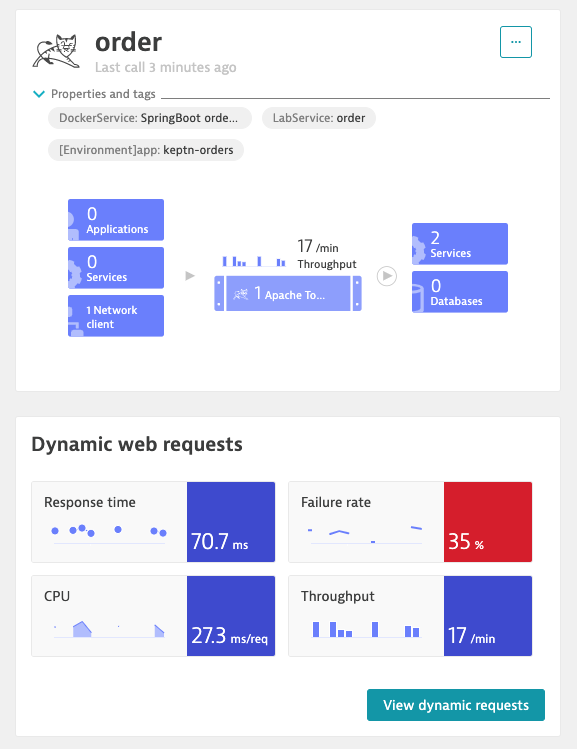 order
...
Last call 3 minutes ago
Properties and tags
DockerService: SpringBoot orde... LabService: order
[Environment]app: keptn-orders
0
Applications
0
Services
1 Network
client
17 /min
Throughput
1 Apache To...
2
Services
0
Databases
Dynamic web requests
Response time
70.7 ms
Failure rate
35 %
CPU
27.3 ms/req
Throughput
17 /min
View dynamic requests